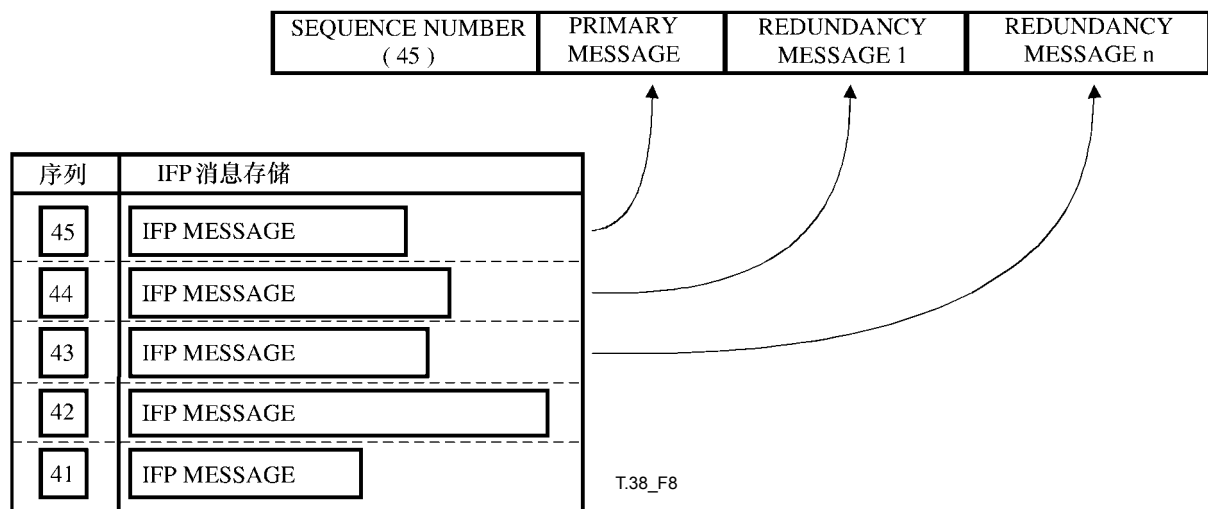 SEQUENCE NUMBER
( 45 )
PRIMARY
MESSAGE
REDUNDANCY
MESSAGE 1
REDUNDANCY
MESSAGE n
序列 IFP 消息存储
45 IFP MESSAGE
44 IFP MESSAGE
43 IFP MESSAGE
42 IFP MESSAGE
41 IFP MESSAGE
T.38_F8